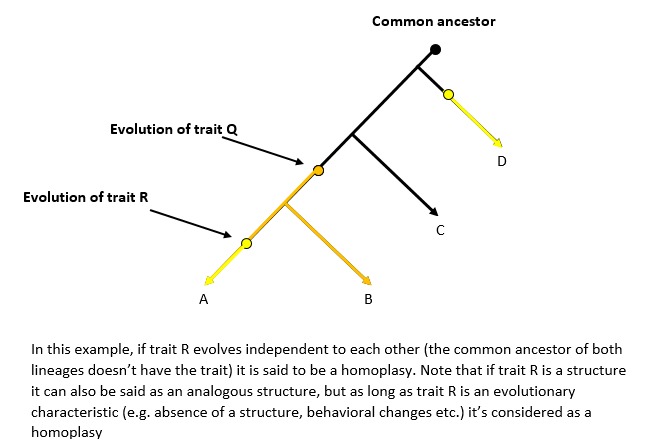 Common ancestor
Evolution of trait Q
D
Evolution of trait R
C
A
B
In this example, if trait R evolves independent to each other (the common ancestor of both
lineages doesn’t have the trait) it is said to be a homoplasy. Note that if trait R is a structure
it can also be said as an analogous structure, but as long as trait R is an evolutionary
characteristic (e.g. absence of a structure, behavioral changes etc.) it’s considered as a
homoplasy